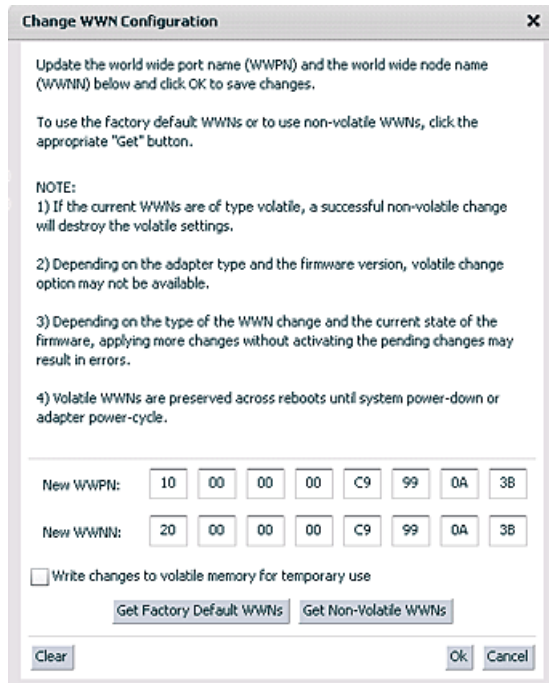 Change WWN Configuration X
Update the world wide port name (WWPN) and the world wide node name
(WWNN) below and click OK to save changes.
To use the factory default WWNs or to use non-volatile WWNs, click the
appropriate "Get" button.
NOTE:
1) If the current WWNs are of type volatile, a successful non-volatile change
will destroy the volatile settings.
2) Depending on the adapter type and the firmware version, volatile change
option may not be available.
3) Depending on the type of the WWN change and the current state of the
firmware, applying more changes without activating the pending changes may
result in errors.
4) Volatile WWNs are preserved across reboots until system power-down or
adapter power-cycle.
New WWPN: 10 00 00 00 C9 99 0A 3B
New WWNN: 20 00 00 00 C9 99 0A 3B
Write changes to volatile memory for temporary use
Get Factory Default WWNs Get Non-Volatile WWNs
Clear Ok Cancel